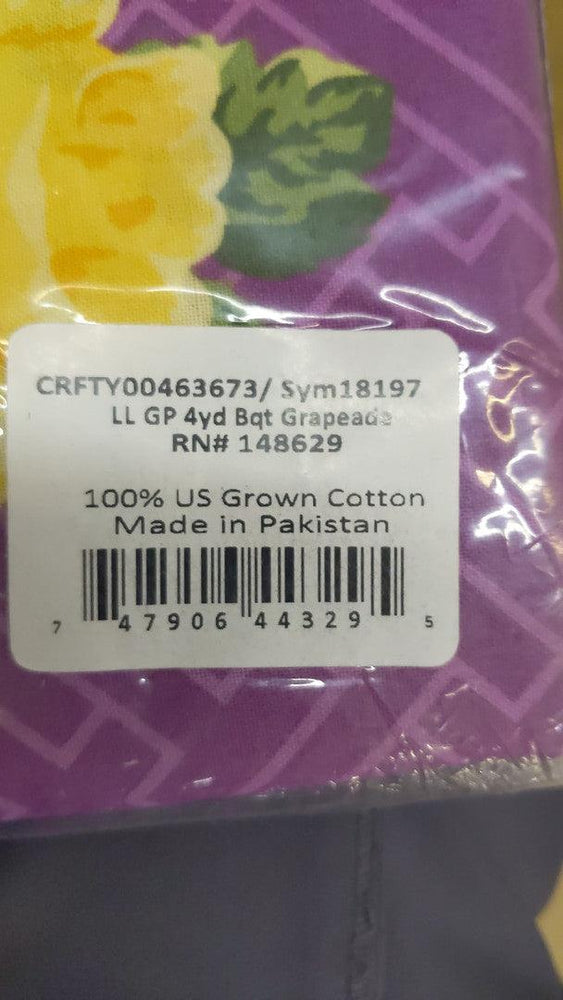 CRFTY00463673/ Sym18197
LL GP 4yd Bqt Grapeade
RN# 148629
100% US Grown Cotton
Made in Pakistan
7 47906 44329 5